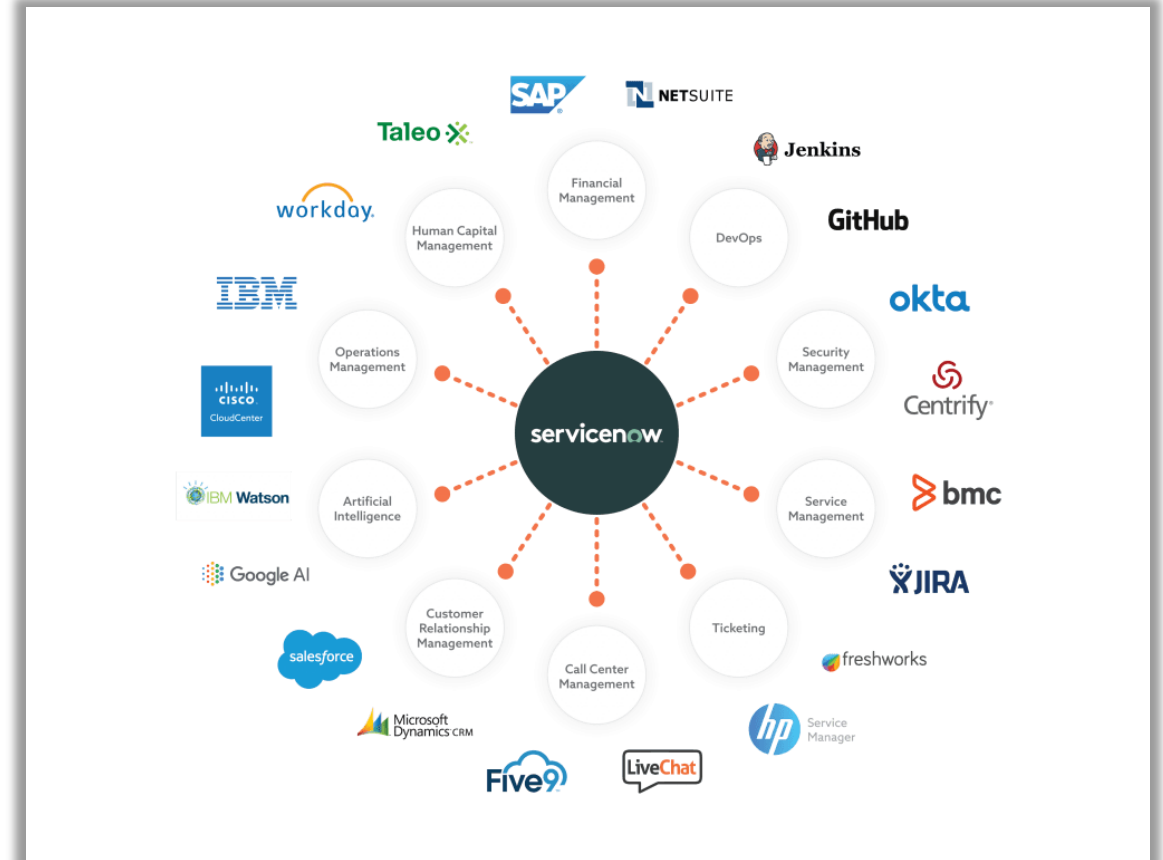 SAP
NETSUITE
Taleo
Jenkins
Financial
Management
workday.
Human Capital
Management
DevOps
GitHub
IBM
okta
Operations
Management
Security
Management
CISCO
CloudCenter
Centrify
servicenow
IBM Watson
Artificial
Intelligence
Service
Management
bmc
Google AI
JIRA
Customer
Relationship
Management
Ticketing
salesforce
Call Center
Management
freshworks
Microsoft
Dynamics CRM
hp
Service
Manager
Five9
LiveChat